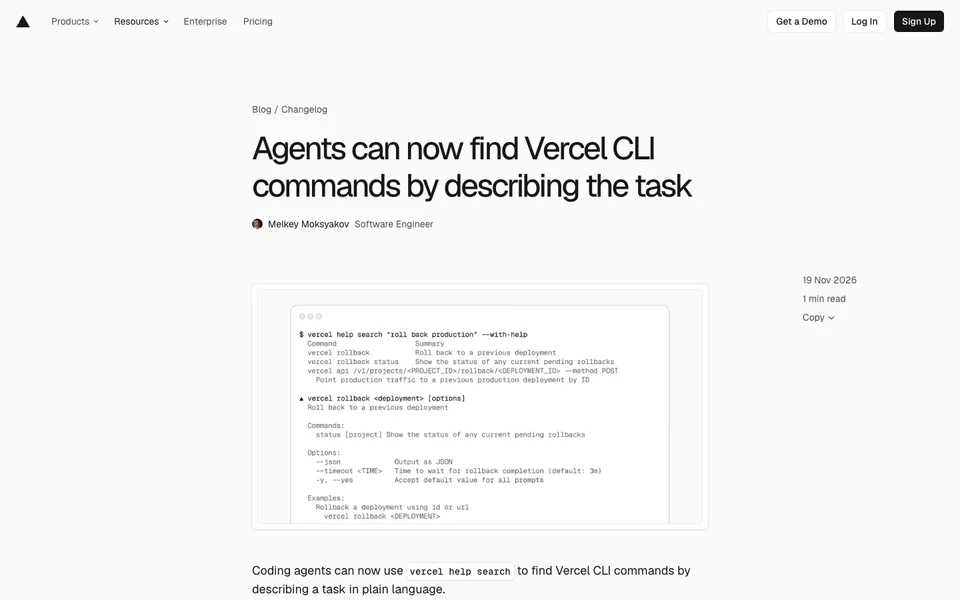 Products Resources Enterprise Pricing Get a Demo Log In Sign Up
Blog / Changelog
Agents can now find Vercel CLI
commands by describing the task
Melkey Moksyakov Software Engineer
19 Nov 2026
1 min read
Copy
$ vercel help search "roll back production" --with-help
Command Summary
vercel rollback Roll back to a previous deployment
vercel rollback status Show the status of any current pending rollbacks
vercel api /v1/projects/<PROJECT_ID>/rollback/<DEPLOYMENT_ID> --method POST
Point production traffic to a previous production deployment by ID
▲ vercel rollback <deployment> [options]
Roll back to a previous deployment
Commands:
status [project] Show the status of any current pending rollbacks
Options:
--json Output as JSON
--timeout <TIME> Time to wait for rollback completion (default: 3m)
-y, --yes Accept default value for all prompts
Examples:
Rollback a deployment using id or url
vercel rollback <DEPLOYMENT>
Coding agents can now use vercel help search to find Vercel CLI commands by
describing a task in plain language.